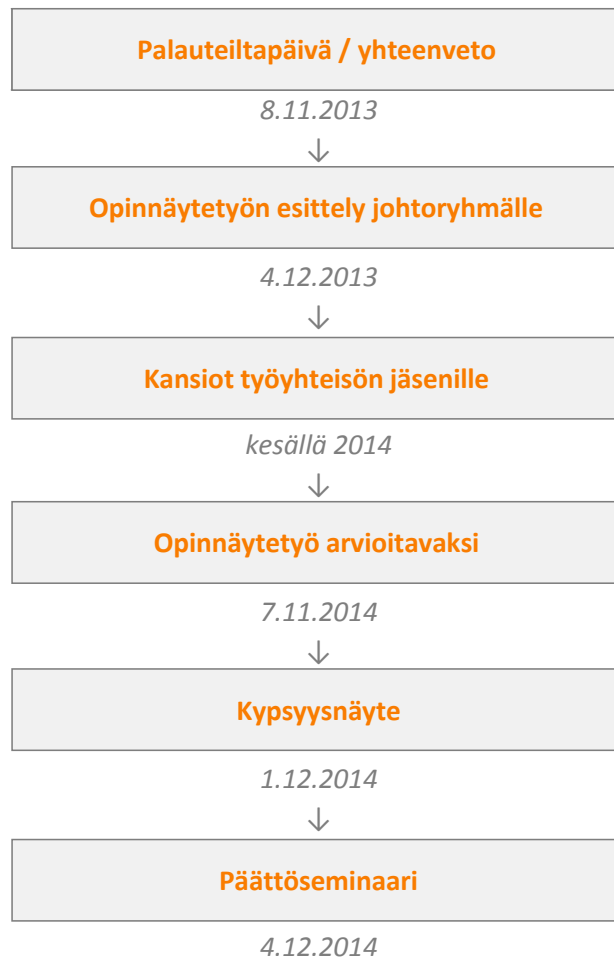 Palauteiltapäivä / yhteenveto
8.11.2013
↓
Opinnäytetyön esittely johtoryhmälle
4.12.2013
↓
Kansiot työyhteisön jäsenille
kesällä 2014
↓
Opinnäytetyö arvioitavaksi
7.11.2014
↓
Kypsyysnäyte
1.12.2014
↓
Päättöseminaari
4.12.2014